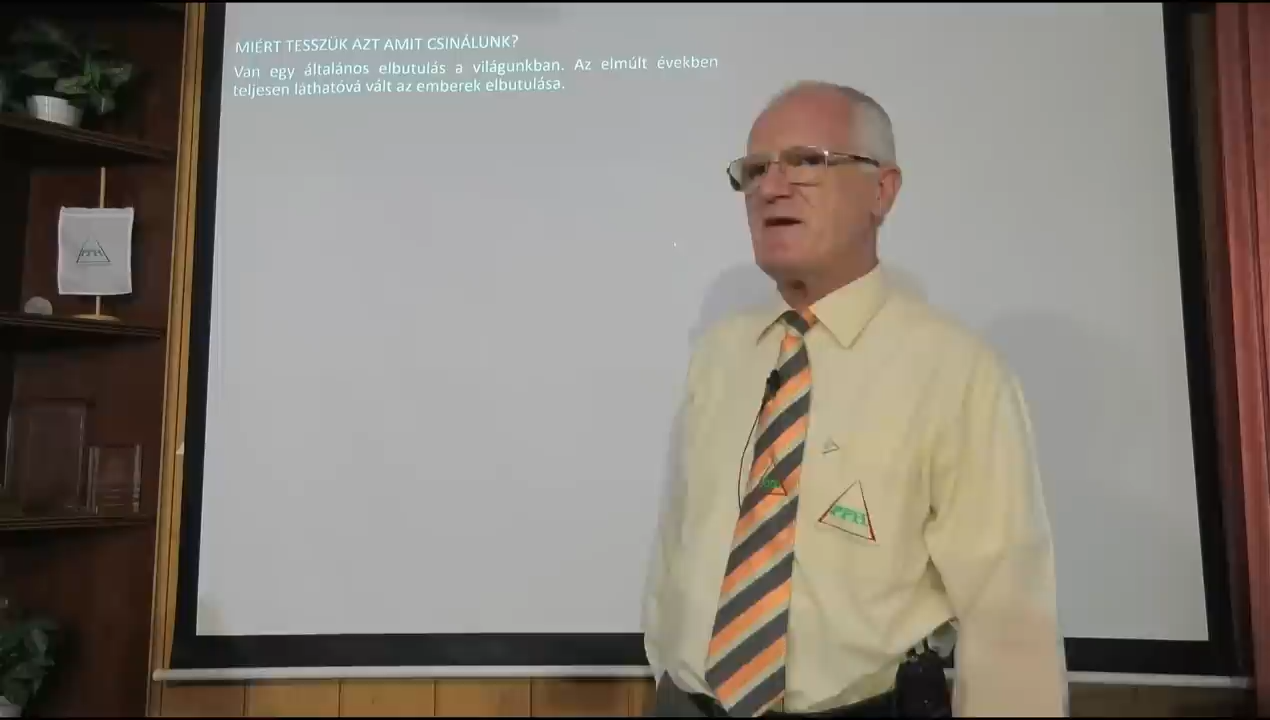 MIÉRT TESSZÜK AZT AMIT CSINÁLUNK?
Van egy általános elbutulás a világunkban. Az elmúlt években
teljesen láthatóvá vált az emberek elbutulása.
PPH